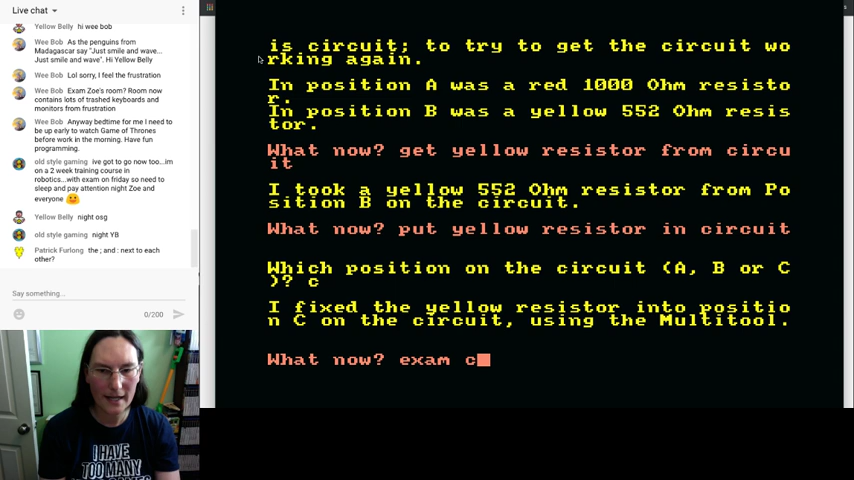 Live chat
Yellow Belly hi wee bob
Wee Bob As the penguins from
Madagascar say "Just smile and wave...
Just smile and wave". Hi Yellow Belly
Wee Bob Lol sorry, I feel the frustration
Wee Bob Exam Zoe's room? Room now
contains lots of trashed keyboards and
monitors from frustration
Wee Bob Anyway bedtime for me I need to
be up early to watch Game of Thrones
before work in the morning. Have fun
programming.
old style gaming ive got to go now too...im
on a 2 week training course in
robotics...with exam on friday so need to
sleep and pay attention night Zoe and
everyone
Yellow Belly night osg
old style gaming night YB
Patrick Furlong the ; and : next to each
other?
Say something...
0/200
I HAVE
TOO MANY
is circuit; to try to get the circuit wo
rking again.
In position A was a red 1000 Ohm resisto
r.
In position B was a yellow 552 Ohm resis
tor.
What now? get yellow resistor from circu
it
I took a yellow 552 Ohm resistor from Po
sition B on the circuit.
What now? put yellow resistor in circuit
Which position on the circuit (A, B or C
)? c
I fixed the yellow resistor into positio
n C on the circuit, using the Multitool.
What now? exam c